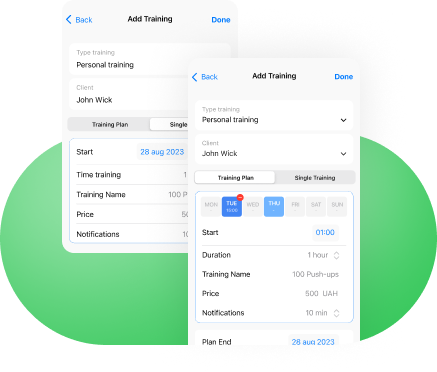 Back Add Training Done
Type training
Personal training
Client
John Wick
Training Plan Single
Start 28 aug 2023
Time training 1
Training Name 100 P
Price 50
Notifications 10
Back Add Training Done
Type training
Personal training
Client
John Wick
Training Plan Single Training
MON TUE WED THU FRI SAT SUN
Start 01:00
Duration 1 hour
Training Name 100 Push-ups
Price 500 UAH
Notifications 10 min
Plan End 28 aug 2023